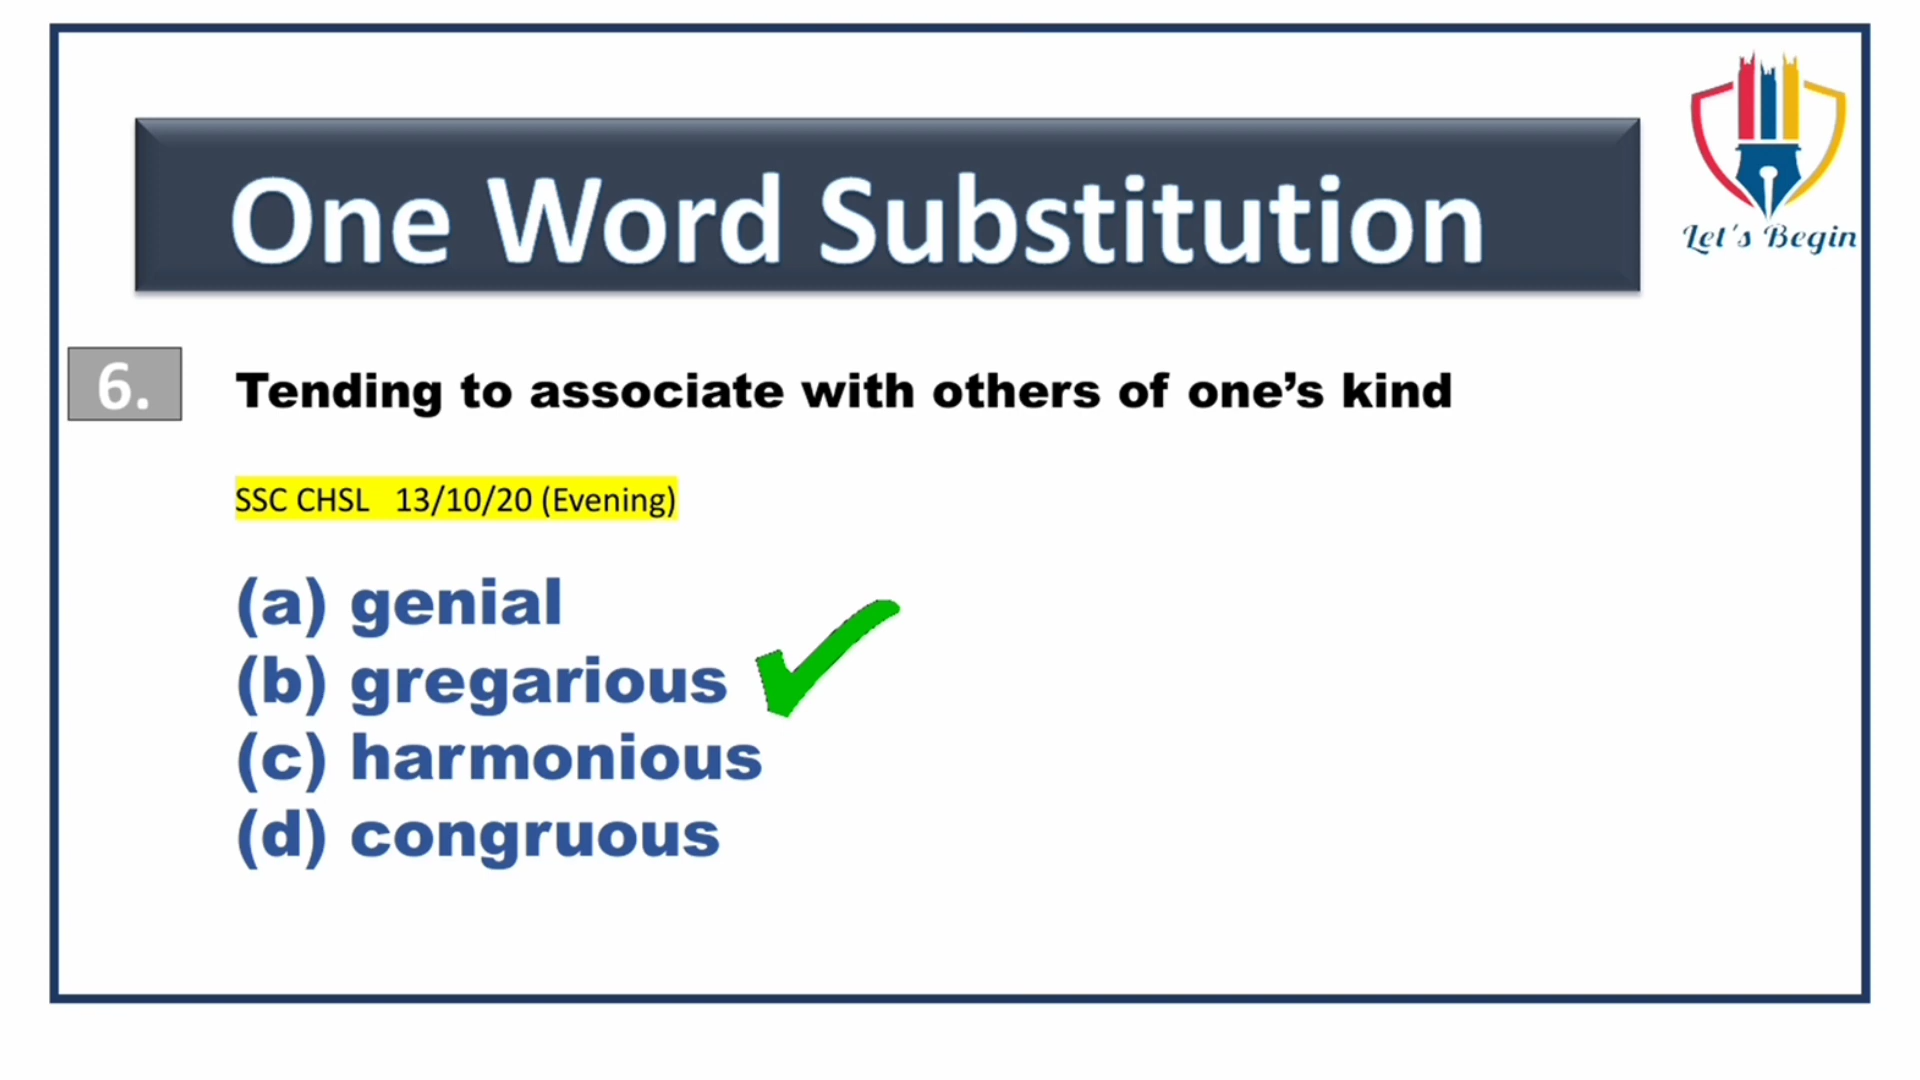 One Word Substitution
Let's Begin
6. Tending to associate with others of one’s kind
SSC CHSL 13/10/20 (Evening)
(a) genial
(b) gregarious
(c) harmonious
(d) congruous